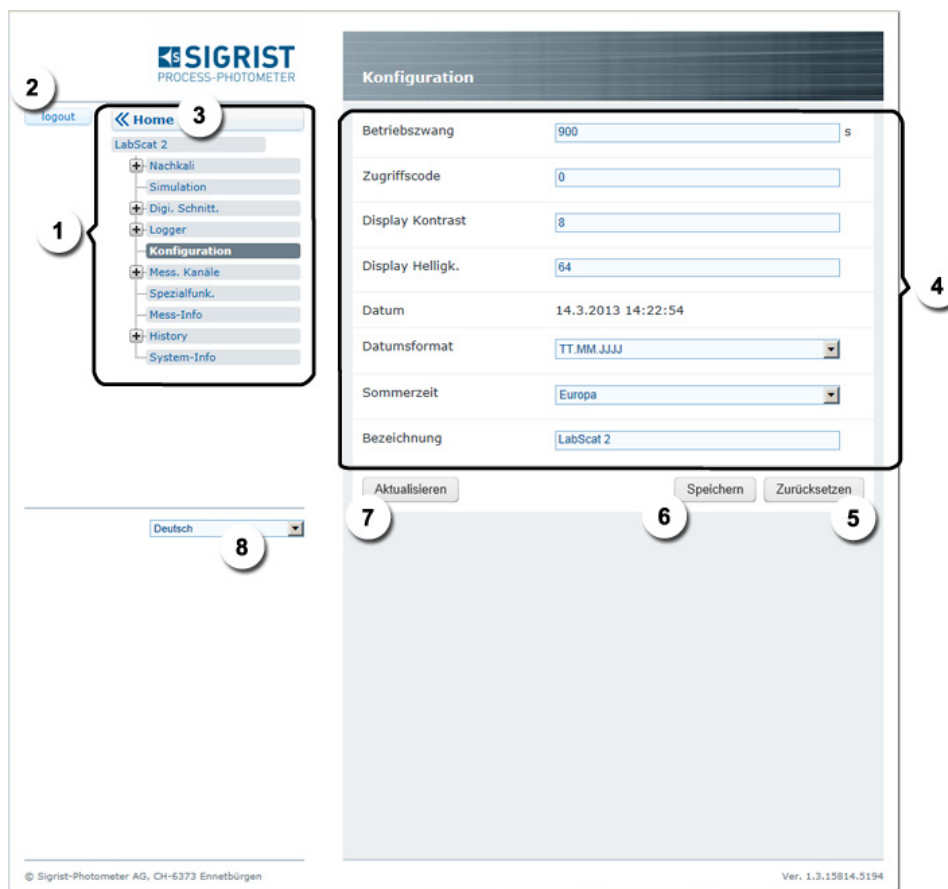 SIGRIST
PROCESS-PHOTOMETER
Konfiguration
2
logout
Home
3
LabScat 2
Nachkali
Simulation
Digi. Schnitt.
Logger
Konfiguration
Mess. Kanäle
Spezialfunk.
Mess-Info
History
System-Info
1
Betriebszwang 900 s
Zugriffscode 0
Display Kontrast 8
Display Helligk. 64
Datum 14.3.2013 14:22:54
Datumsformat TT.MM.JJJJ
Sommerzeit Europa
Bezeichnung LabScat 2
4
Aktualisieren Speichern Zurücksetzen
7 6 5
Deutsch
8
© Sigrist-Photometer AG, CH-6373 Ennetbürgen
Ver. 1.3.15814.5194